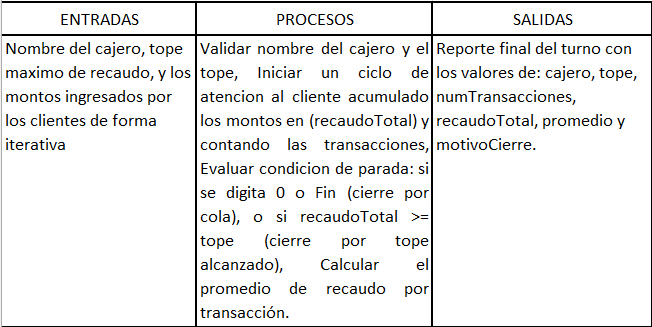 ENTRADAS
PROCESOS
SALIDAS
Nombre del cajero, tope
maximo de recaudo, y los
montos ingresados por
los clientes de forma
iterativa
Validar nombre del cajero y el
tope, Iniciar un ciclo de
atencion al cliente acumulado
los montos en (recaudoTotal) y
contando las transacciones,
Evaluar condicion de parada: si
se digita 0 o Fin (cierre por
cola), o si recaudoTotal >=
tope (cierre por tope
alcanzado), Calcular el
promedio de recaudo por
transacción.
Reporte final del turno con
los valores de: cajero, tope,
numTransacciones,
recaudoTotal, promedio y
motivoCierre.